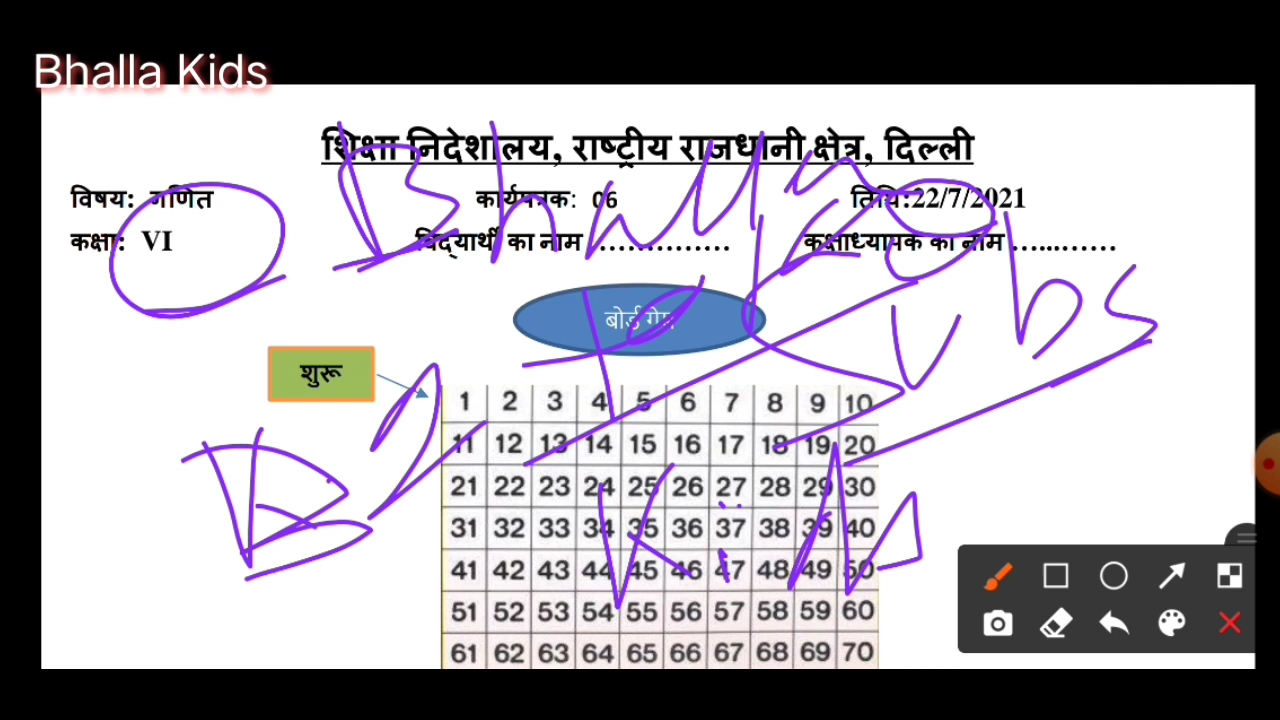 Bhalla Kids
शिक्षा निदेशालय, राष्ट्रीय राजधानी क्षेत्र, दिल्ली
विषय: गणित कार्यपत्रक: 06 तिथि:22/7/2021
कक्षा: VI विद्यार्थी का नाम …………… कक्षाध्यापक का नाम …...……
बोर्ड गेम
शुरू
1 2 3 4 5 6 7 8 9 10
11 12 13 14 15 16 17 18 19 20
21 22 23 24 25 26 27 28 29 30
31 32 33 34 35 36 37 38 39 40
41 42 43 44 45 46 47 48 49 50
51 52 53 54 55 56 57 58 59 60
61 62 63 64 65 66 67 68 69 70
Bhalla